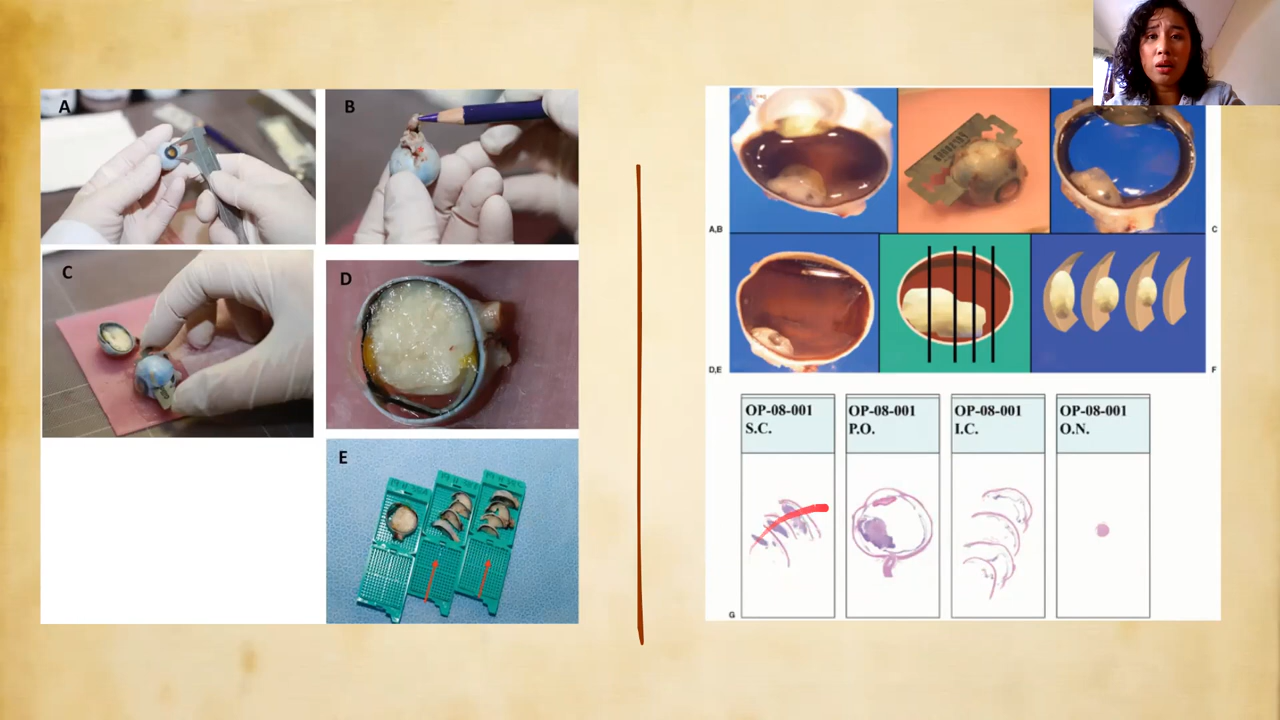 A
B
C
D
E
A,B
C
D,E
F
OP-08-001
S.C.
OP-08-001
P.O.
OP-08-001
I.C.
OP-08-001
O.N.
G